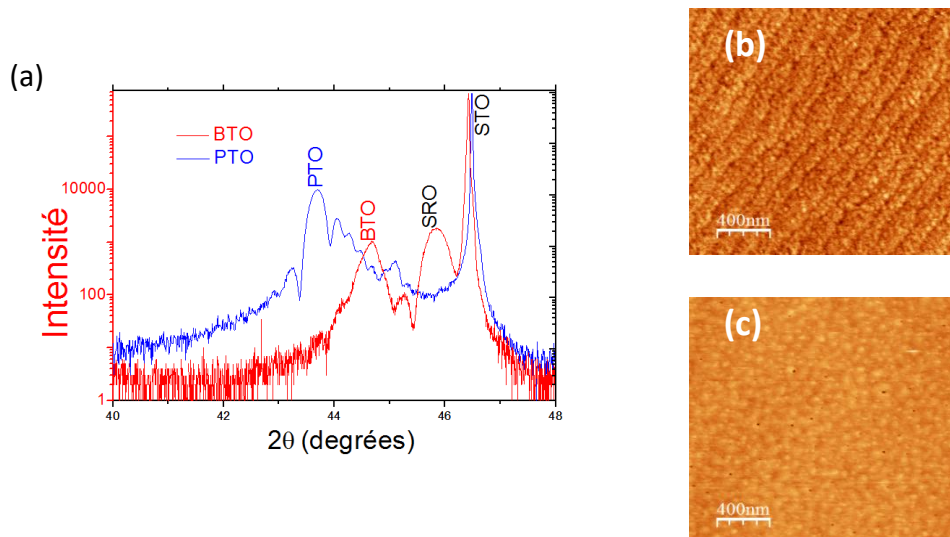 (a)
BTO
PTO
PTO
BTO
SRO
STO
Intensité
10000
100
1
40
42
44
46
48
2θ (degrées)
(b)
400nm
(c)
400nm